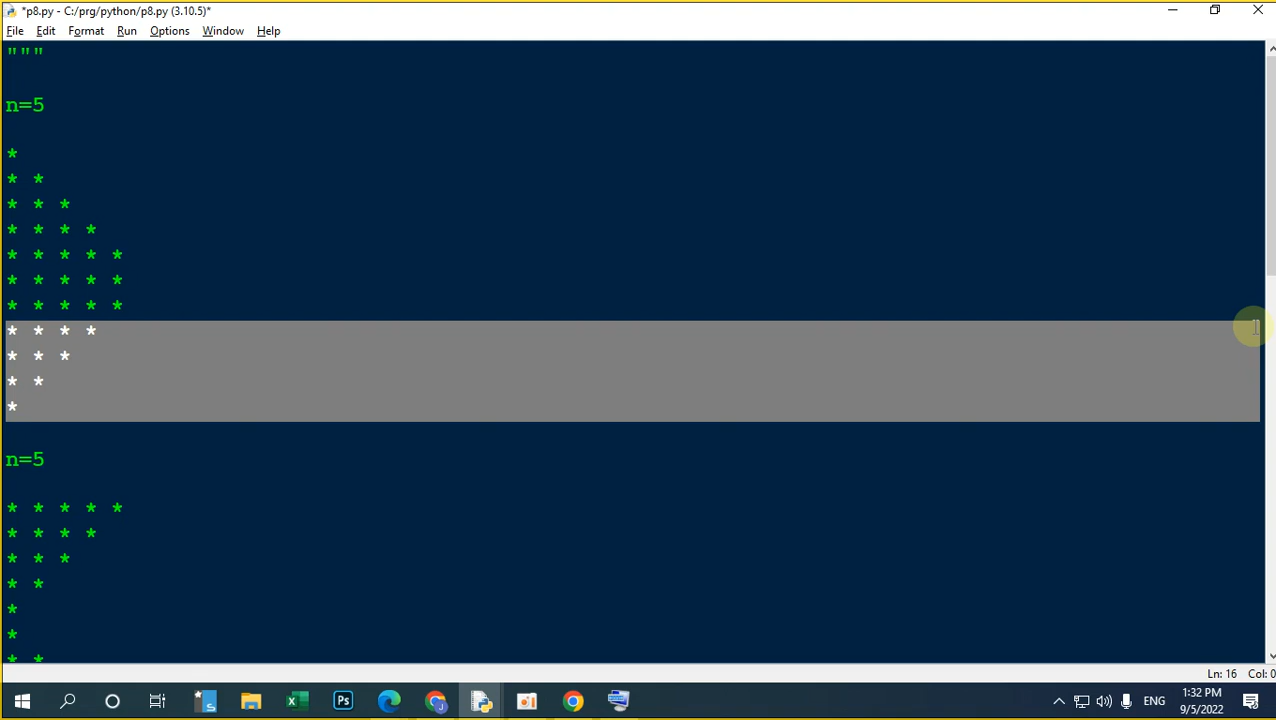 *p8.py - C:/prg/python/p8.py (3.10.5)*
File Edit Format Run Options Window Help
"""
n=5
*
* *
* * *
* * * *
* * * * *
* * * * *
* * * * *
* * * *
* * *
* *
*
n=5
* * * * *
* * * *
* * *
* *
*
*
* *
Ln: 16 Col: 0
S X Ps J
ENG
1:32 PM
9/5/2022